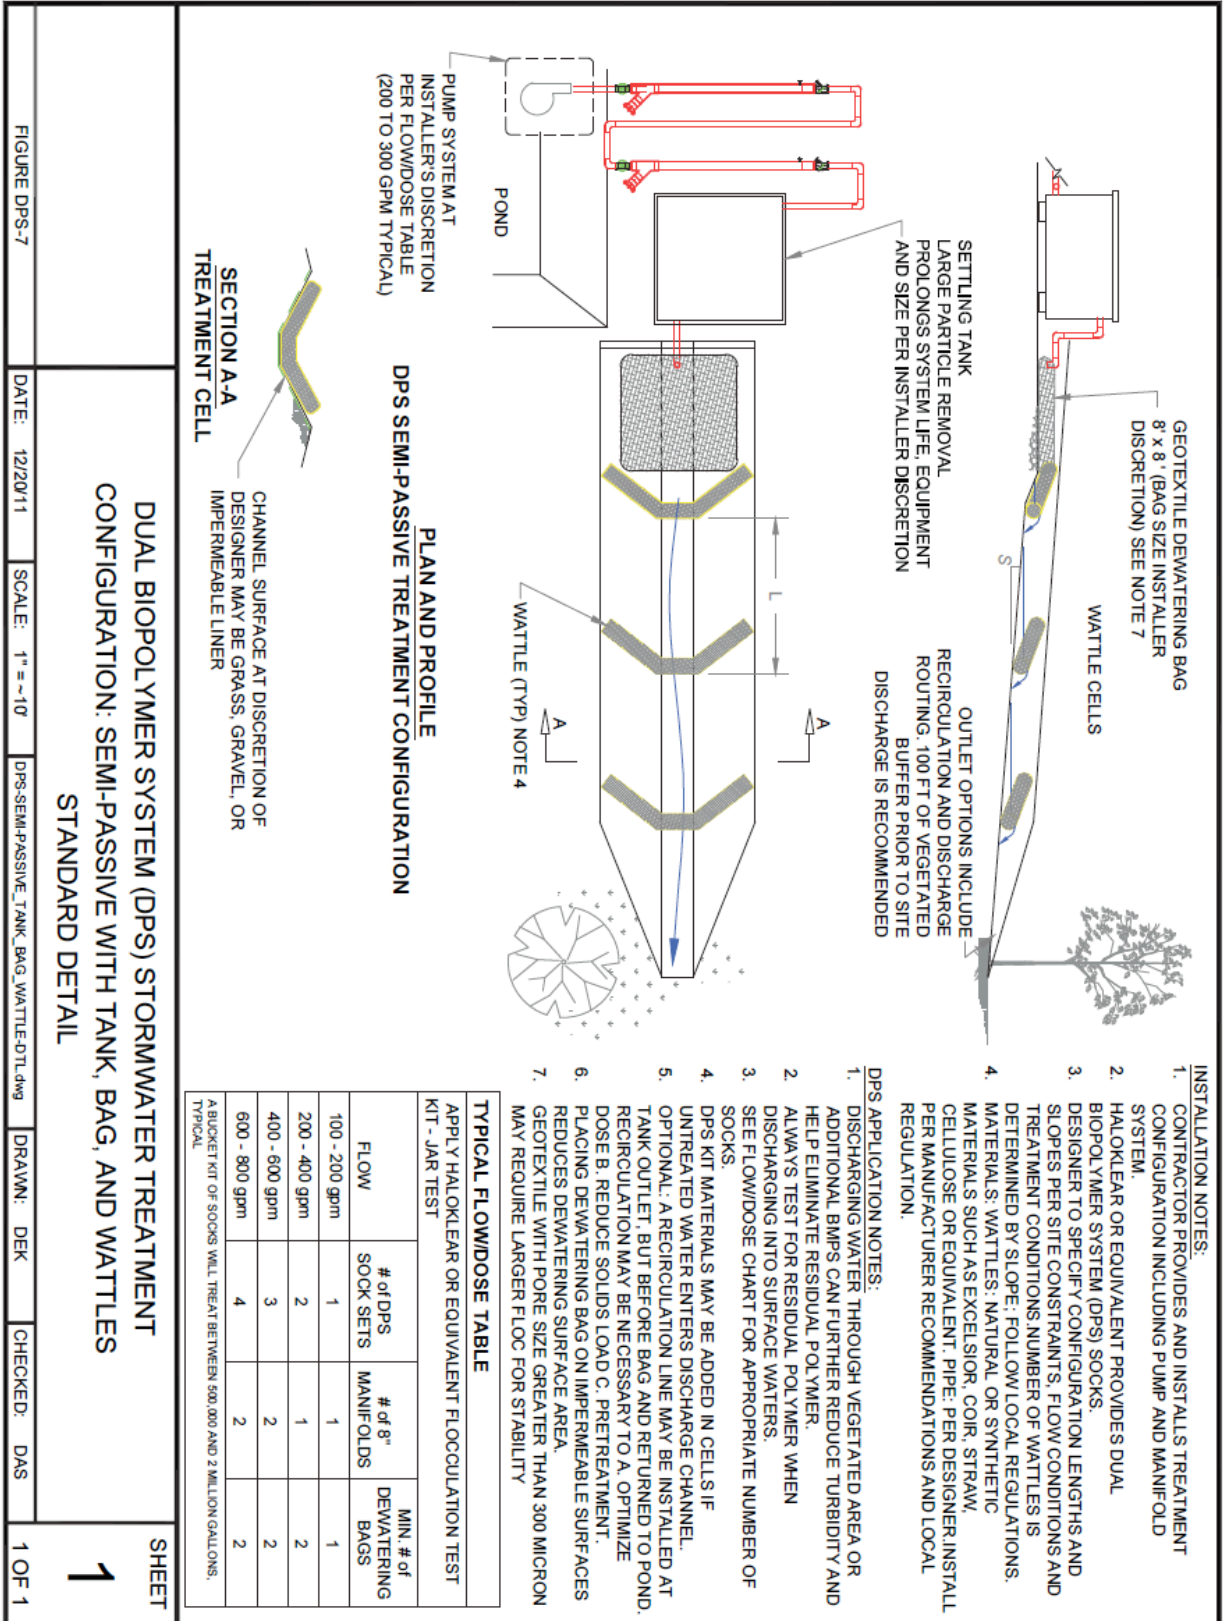 GEOTEXTILE DEWATERING BAG
8' x 8' (BAG SIZE INSTALLER
DISCRETION) SEE NOTE 7
WATTLE CELLS
S
SETTLING TANK
LARGE PARTICLE REMOVAL
PROLONGS SYSTEM LIFE, EQUIPMENT
AND SIZE PER INSTALLER DISCRETION
OUTLET OPTIONS INCLUDE
RECIRCULATION AND DISCHARGE
ROUTING. 100 FT OF VEGETATED
BUFFER PRIOR TO SITE
DISCHARGE IS RECOMMENDED
L
A
A
POND
PUMP SYSTEM AT
INSTALLER'S DISCRETION
PER FLOW/DOSE TABLE
(200 TO 300 GPM TYPICAL)
WATTLE (TYP) NOTE 4
PLAN AND PROFILE
DPS SEMI-PASSIVE TREATMENT CONFIGURATION
SECTION A-A
TREATMENT CELL
CHANNEL SURFACE AT DISCRETION OF
DESIGNER MAY BE GRASS, GRAVEL, OR
IMPERMEABLE LINER
INSTALLATION NOTES:
1. CONTRACTOR PROVIDES AND INSTALLS TREATMENT
CONFIGURATION INCLUDING PUMP AND MANIFOLD
SYSTEM.
2. HALOKLEAR OR EQUIVALENT PROVIDES DUAL
BIOPOLYMER SYSTEM (DPS) SOCKS.
3. DESIGNER TO SPECIFY CONFIGURATION LENGTHS AND
SLOPES PER SITE CONSTRAINTS, FLOW CONDITIONS AND
TREATMENT CONDITIONS.NUMBER OF WATTLES IS
DETERMINED BY SLOPE; FOLLOW LOCAL REGULATIONS.
4. MATERIALS: WATTLES: NATURAL OR SYNTHETIC
MATERIALS SUCH AS EXCELSIOR, COIR, STRAW,
CELLULOSE OR EQUIVALENT. PIPE: PER DESIGNER.INSTALL
PER MANUFACTURER RECOMMENDATIONS AND LOCAL
REGULATION.
DPS APPLICATION NOTES:
1. DISCHARGING WATER THROUGH VEGETATED AREA OR
ADDITIONAL BMPS CAN FURTHER REDUCE TURBIDITY AND
HELP ELIMINATE RESIDUAL POLYMER.
2. ALWAYS TEST FOR RESIDUAL POLYMER WHEN
DISCHARGING INTO SURFACE WATERS.
3. SEE FLOW/DOSE CHART FOR APPROPRIATE NUMBER OF
SOCKS.
4. DPS KIT MATERIALS MAY BE ADDED IN CELLS IF
UNTREATED WATER ENTERS DISCHARGE CHANNEL.
5. OPTIONAL: A RECIRCULATION LINE MAY BE INSTALLED AT
TANK OUTLET, BUT BEFORE BAG AND RETURNED TO POND.
RECIRCULATION MAY BE NECESSARY TO A. OPTIMIZE
DOSE B. REDUCE SOLIDS LOAD C. PRETREATMENT.
6. PLACING DEWATERING BAG ON IMPERMEABLE SURFACES
REDUCES DEWATERING SURFACE AREA.
7. GEOTEXTILE WITH PORE SIZE GREATER THAN 300 MICRON
MAY REQUIRE LARGER FLOC FOR STABILITY
TYPICAL FLOW/DOSE TABLE
APPLY HALOKLEAR OR EQUIVALENT FLOCCULATION TEST
KIT - JAR TEST
FLOW # of DPS SOCK SETS # of 8" MANIFOLDS MIN. # of DEWATERING BAGS
100 - 200 gpm 1 1 1
200 - 400 gpm 2 1 2
400 - 600 gpm 3 2 2
600 - 800 gpm 4 2 2
A BUCKET KIT OF SOCKS WILL TREAT BETWEEN 500,000 AND 2 MILLION GALLONS,
TYPICAL
DUAL BIOPOLYMER SYSTEM (DPS) STORMWATER TREATMENT
CONFIGURATION: SEMI-PASSIVE WITH TANK, BAG, AND WATTLES
STANDARD DETAIL
SHEET
1
1 OF 1
FIGURE DPS-7
DATE: 12/20/11
SCALE: 1" = ~10'
DPS-SEMI-PASSIVE_TANK_BAG_WATTLE-DTL.dwg
DRAWN: DEK
CHECKED: DAS